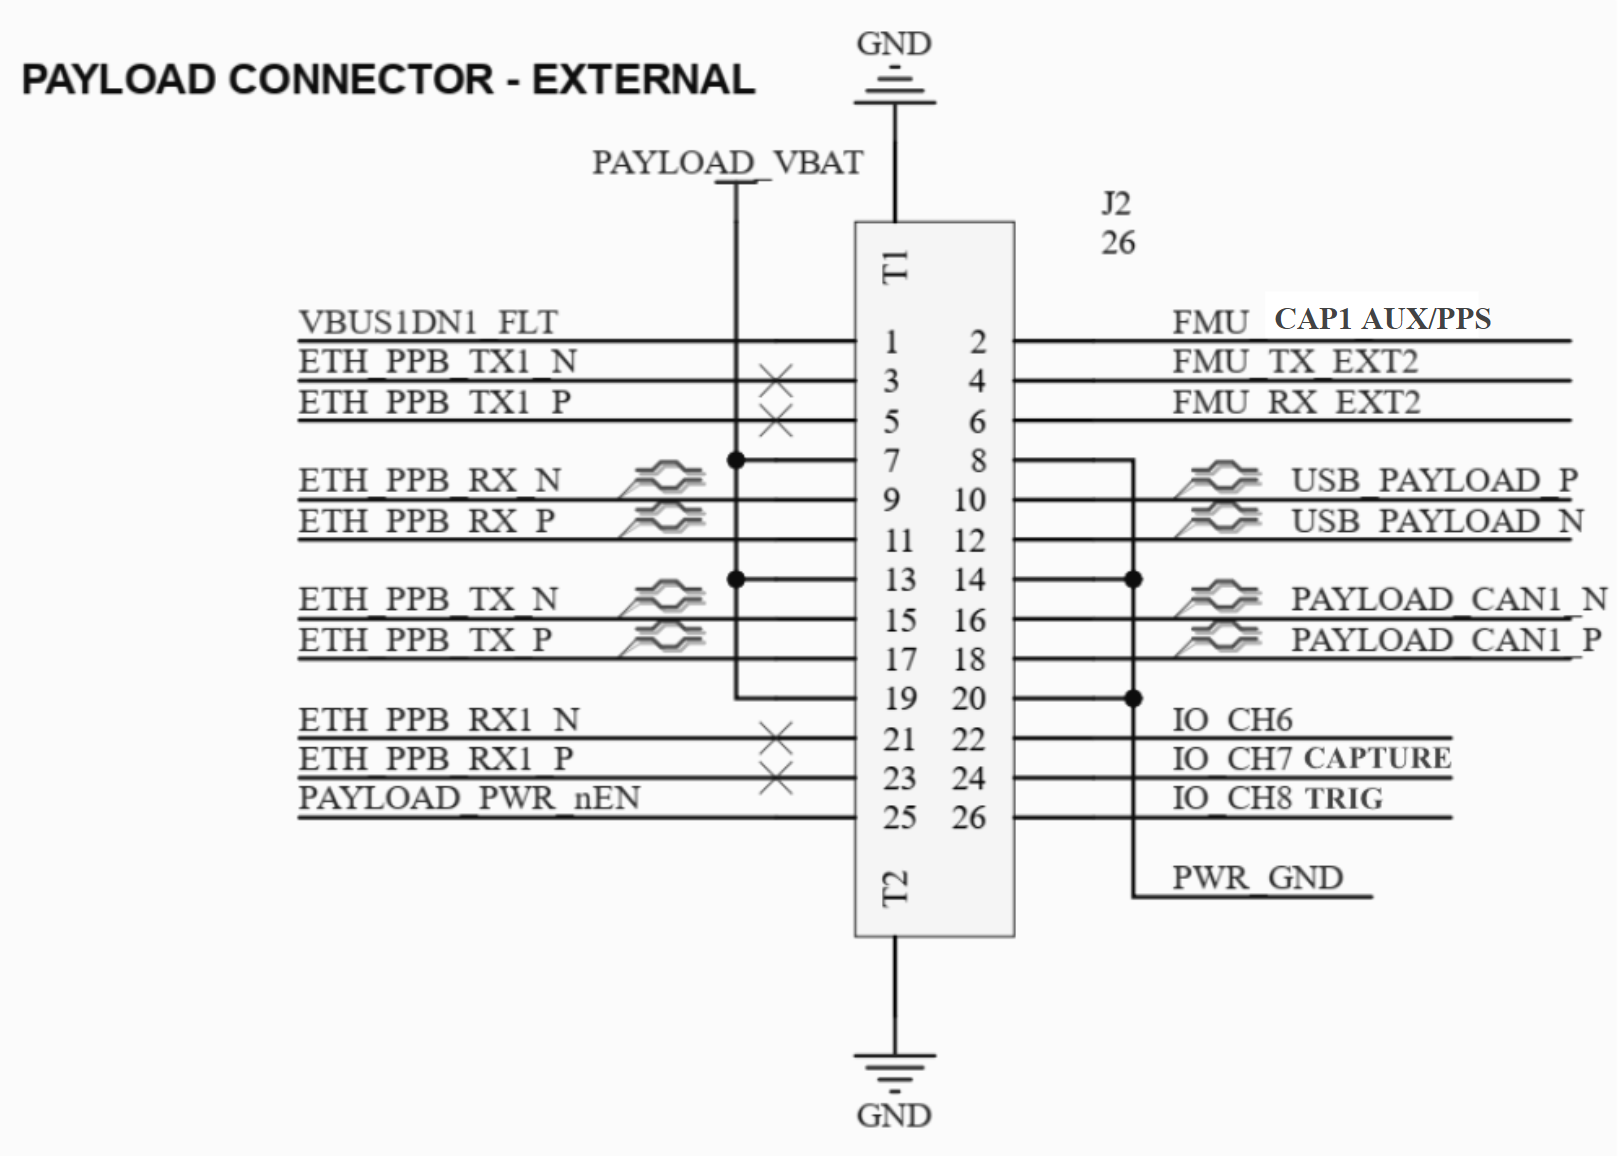 GND
PAYLOAD CONNECTOR - EXTERNAL
PAYLOAD_VBAT
J2
26
T1
VBUS1DN1_FLT 1 2 FMU_ CAP1 AUX/PPS
ETH_PPB_TX1_N 3 4 FMU_TX_EXT2
ETH_PPB_TX1_P 5 6 FMU_RX_EXT2
7 8
ETH_PPB_RX_N 9 10 USB_PAYLOAD_P
ETH_PPB_RX_P 11 12 USB_PAYLOAD_N
13 14
ETH_PPB_TX_N 15 16 PAYLOAD_CAN1_N
ETH_PPB_TX_P 17 18 PAYLOAD_CAN1_P
19 20
ETH_PPB_RX1_N 21 22 IO_CH6
ETH_PPB_RX1_P 23 24 IO_CH7 CAPTURE
PAYLOAD_PWR_nEN 25 26 IO_CH8 TRIG
T2
PWR_GND
GND